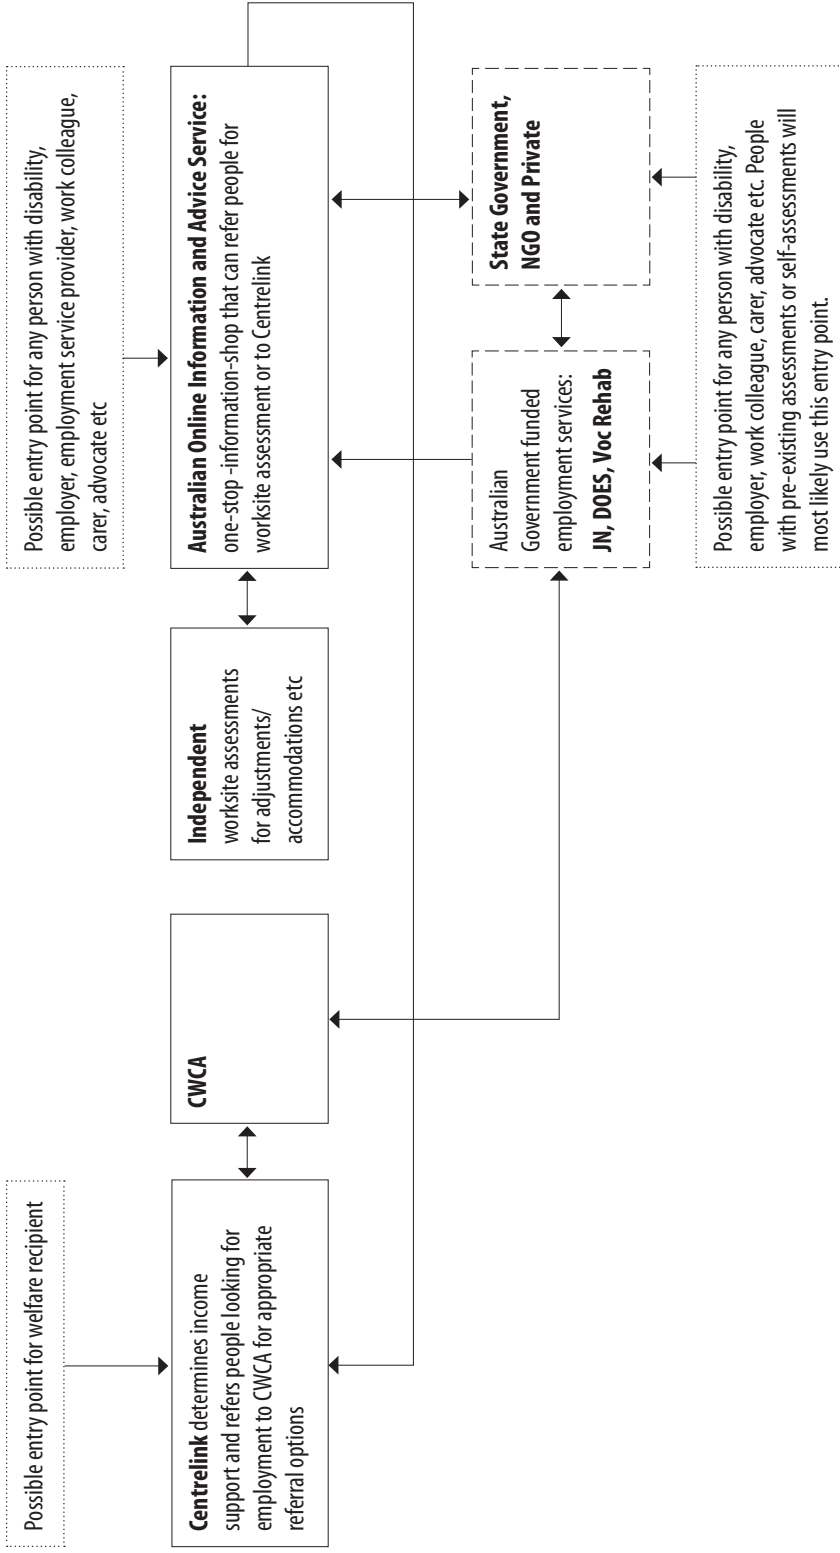 Possible entry point for welfare recipient
Possible entry point for any person with disability,
employer, employment service provider, work colleague,
carer, advocate etc
Centrelink determines income
support and refers people looking for
employment to CWCA for appropriate
referral options
CWCA
Independent
worksite assessments
for adjustments/
accommodations etc
Australian Online Information and Advice Service:
one-stop -information-shop that can refer people for
worksite assessment or to Centrelink
Australian
Government funded
employment services:
JN, DOES, Voc Rehab
State Government,
NGO and Private
Possible entry point for any person with disability,
employer, work colleague, carer, advocate etc. People
with pre-existing assessments or self-assessments will
most likely use this entry point.